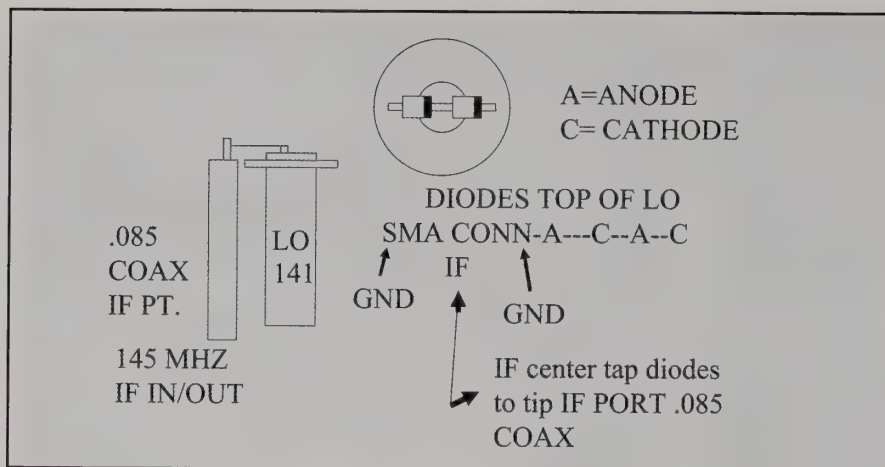 A=ANODE
C= CATHODE
DIODES TOP OF LO
SMA CONN-A---C--A--C
IF
GND
GND
.085
COAX
IF PT.
LO
141
145 MHZ
IF IN/OUT
IF center tap diodes
to tip IF PORT .085
COAX